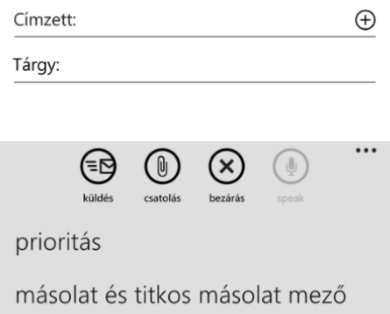 Címzett:
Tárgy:
küldés csatolás bezárás speak
prioritás
másolat és titkos másolat mező